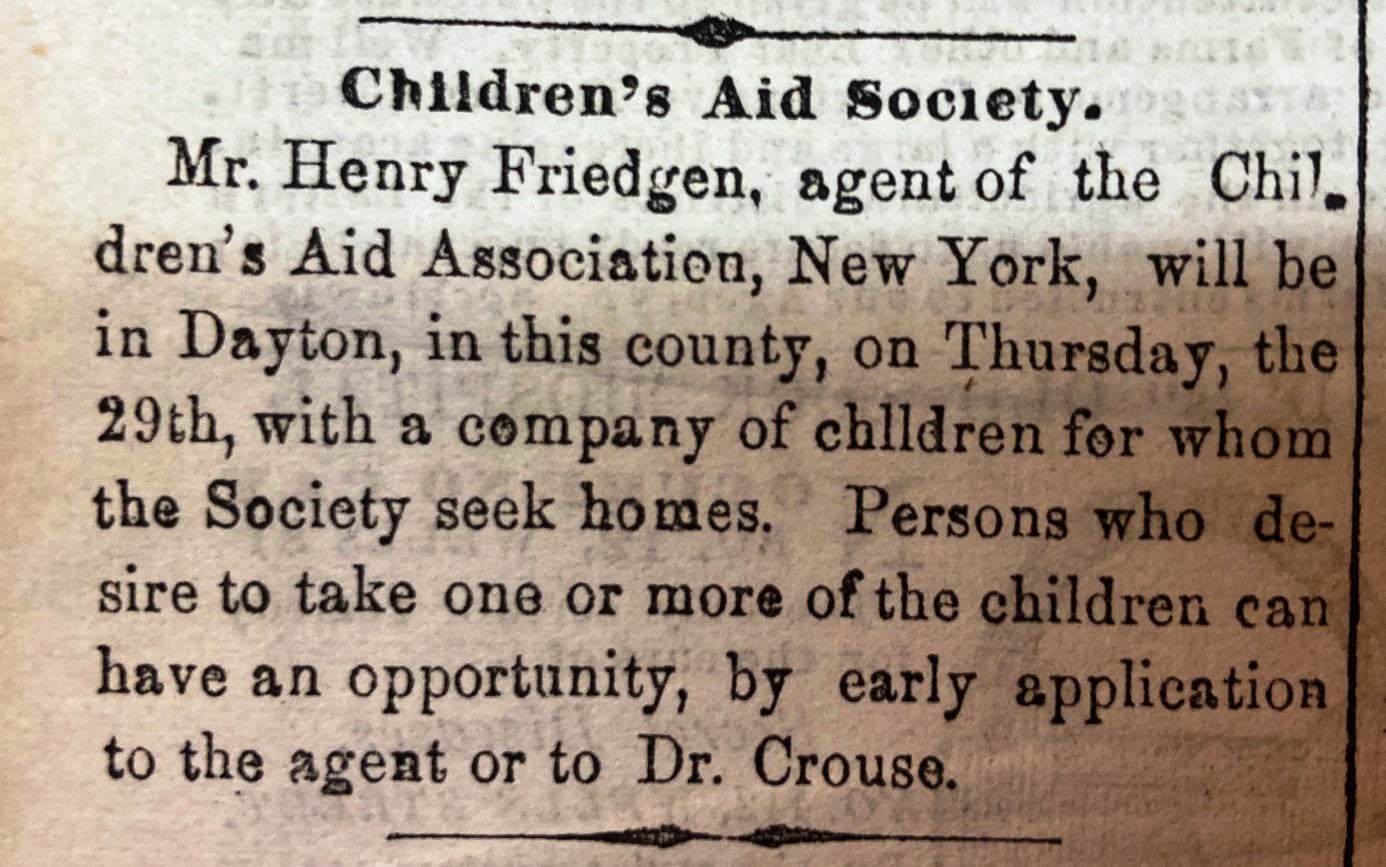 Children's Aid Society.
Mr. Henry Friedgen, agent of the Chil-
dren's Aid Association, New York, will be
in Dayton, in this county, on Thursday, the
29th, with a company of chlldren for whom
the Society seek homes. Persons who de-
sire to take one or more of the children can
have an opportunity, by early application
to the agent or to Dr. Crouse.